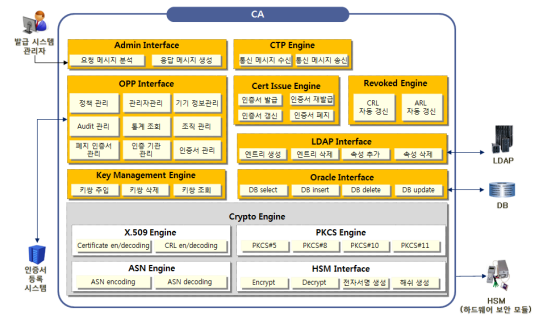 CA
발급 시스템
관리자
Admin Interface
요청 메시지 분석
응답 메시지 생성
CTP Engine
통신 메시지 수신
통신 메시지 송신
OPP Interface
정책 관리
관리자관리
기기 정보관리
Audit 관리
통계 조회
조직 관리
폐지 인증서
관리
인증 기관
관리
인증서 관리
Cert Issue Engine
인증서 발급
인증서 재발급
인증서 갱신
인증서 폐지
Revoked Engine
CRL
자동 갱신
ARL
자동 갱신
LDAP Interface
엔트리 생성
엔트리 삭제
속성 추가
속성 삭제
LDAP
Key Management Engine
키쌍 주입
키쌍 삭제
키쌍 조회
Oracle Interface
DB select
DB insert
DB delete
DB update
DB
Crypto Engine
X.509 Engine
Certificate en/decoding
CRL en/decoding
PKCS Engine
PKCS#5
PKCS#8
PKCS#10
PKCS#11
인증서
등록
시스템
ASN Engine
ASN encoding
ASN decoding
HSM Interface
Encrypt
Decrypt
전자서명 생성
해쉬 생성
HSM
(하드웨어 보안 모듈)